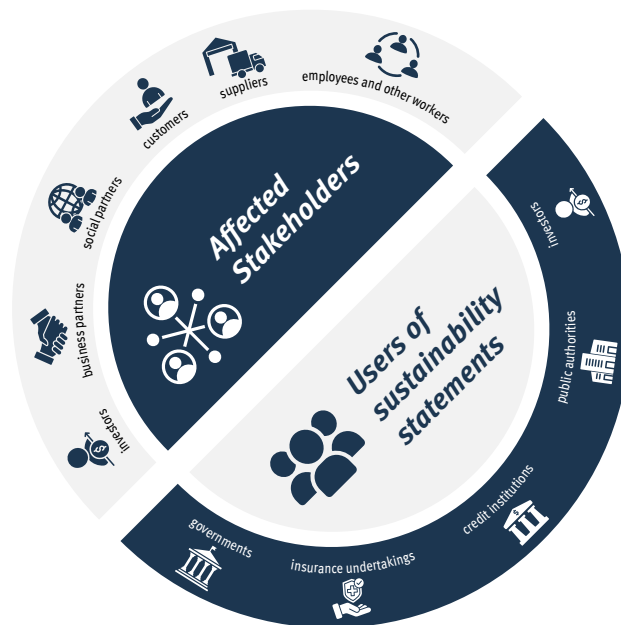 employees and other workers
suppliers
customers
social partners
business partners
investors
Affected
Stakeholders
investors
public authorities
credit institutions
insurance undertakings
governments
Users of
sustainability
statements